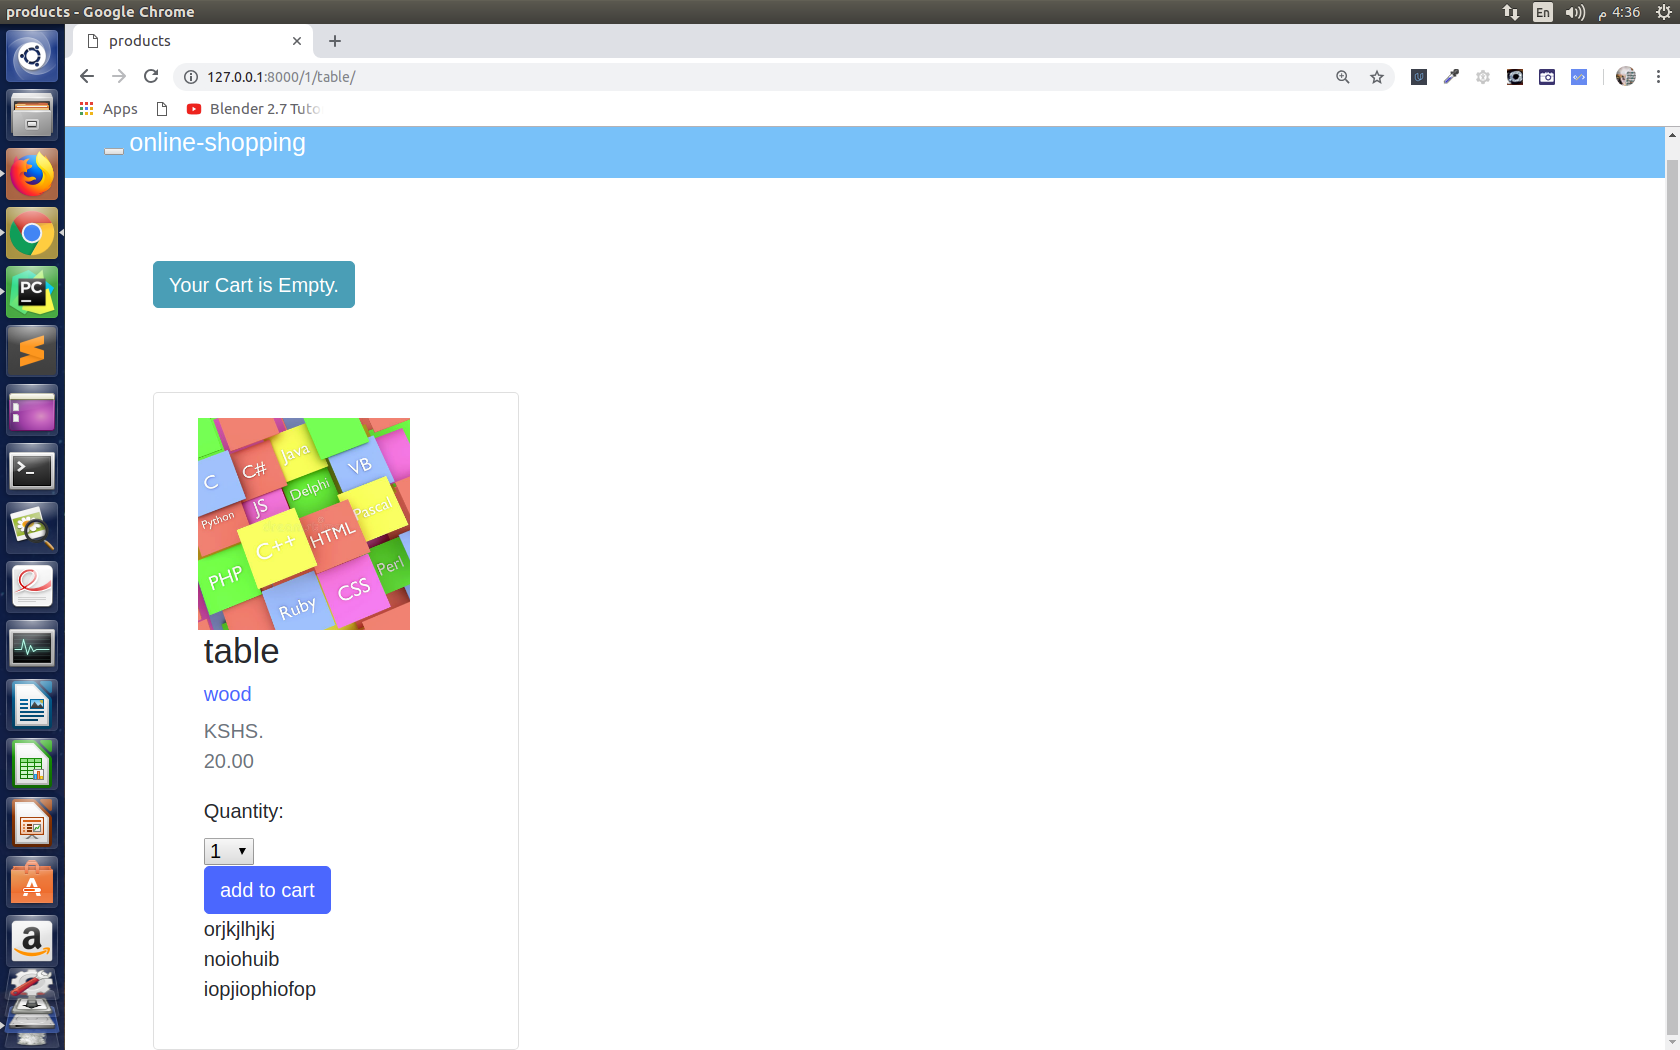 products - Google Chrome
En
م 4:36
products
127.0.0.1:8000/1/table/
Apps
Blender 2.7 Tuto
online-shopping
Your Cart is Empty.
Java
C#
VB
C
Delphi
JS
Pascal
Python
HTML
C++
Perl
PHP
CSS
Ruby
table
wood
KSHS.
20.00
Quantity:
1
add to cart
orjkjlhjkj
noiohuib
iopjiophiofop
PC